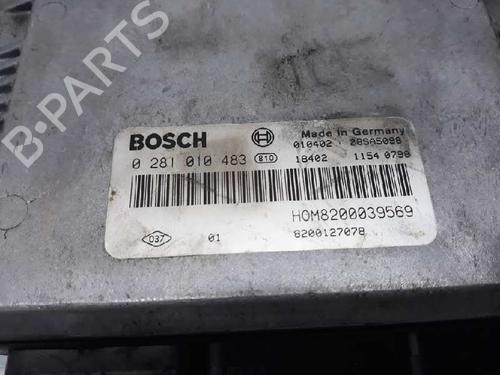 B-Parts
BOSCH
Made in Germany
0 281 010 483 810
010402 28SA5088
18402 1154 0798
HOM8200039569
037 01 8200127078